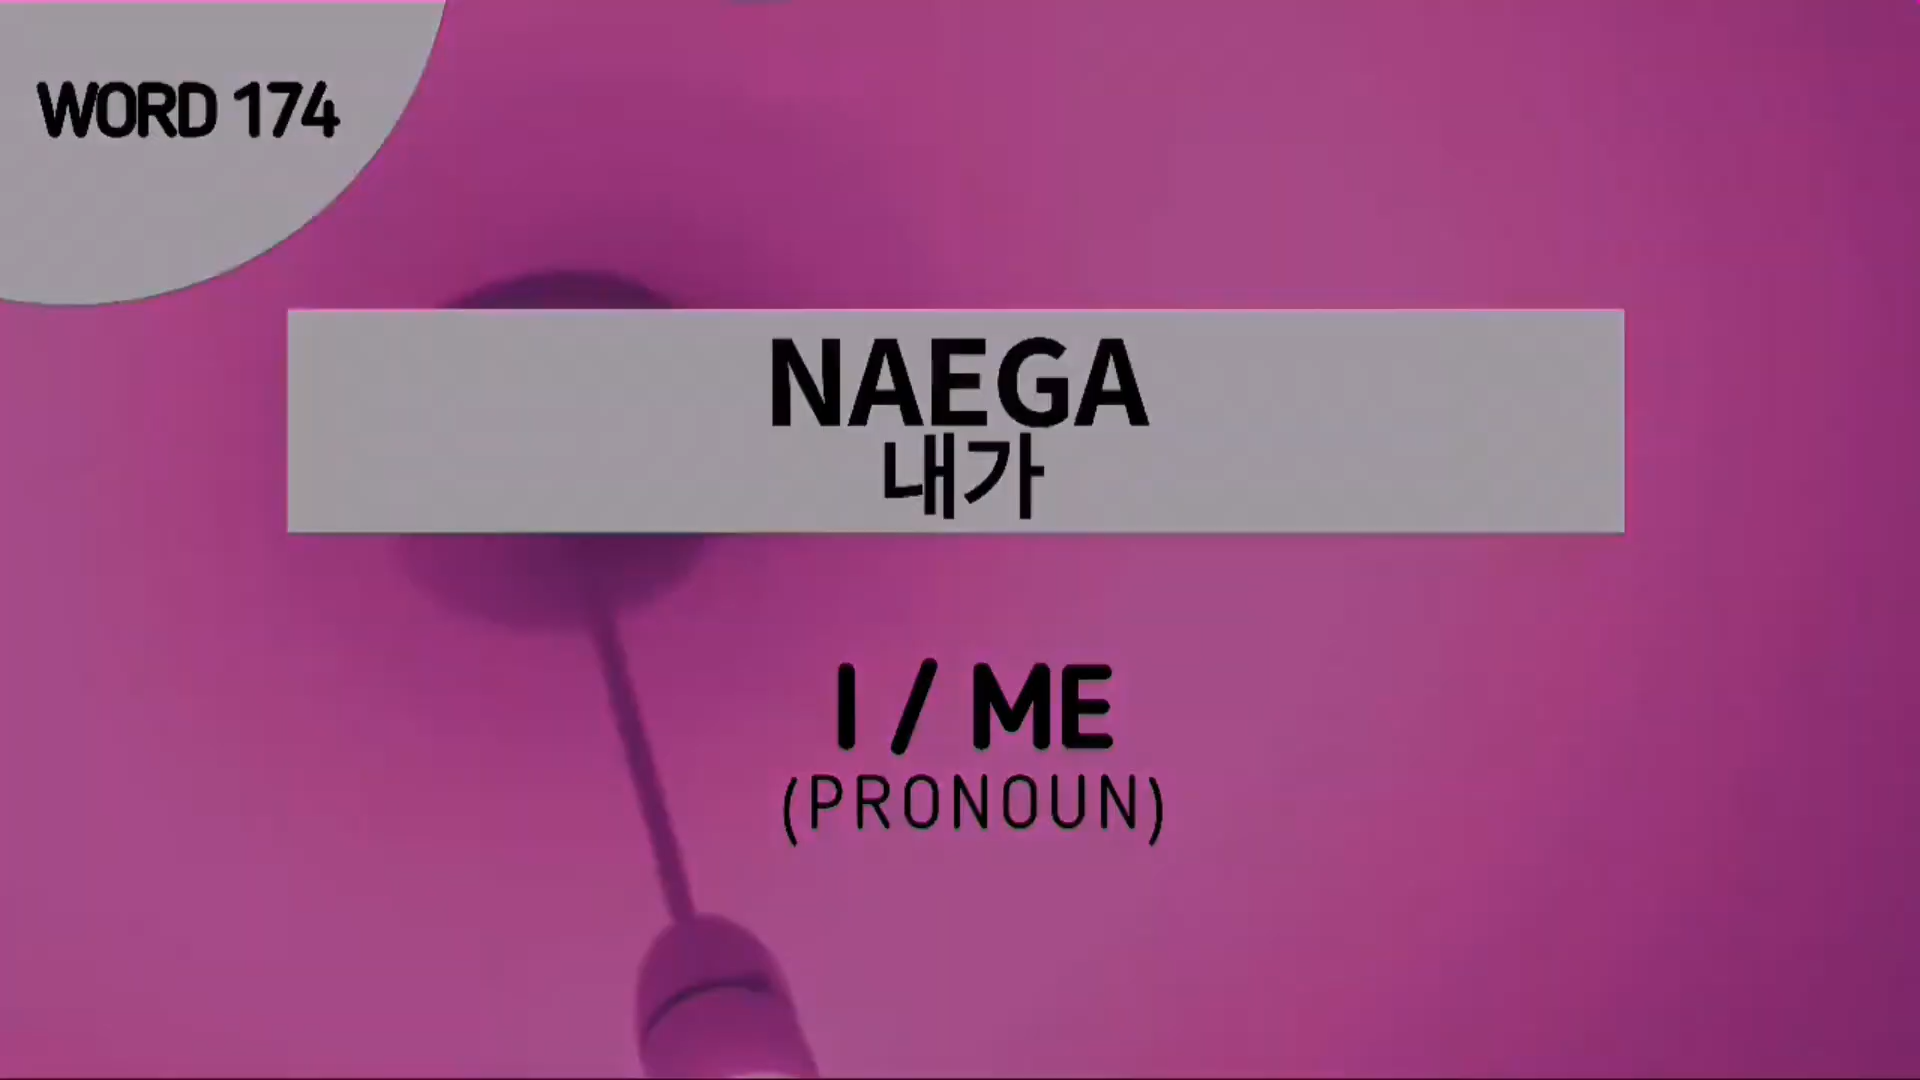 WORD 174
NAEGA
내가
I / ME
(PRONOUN)